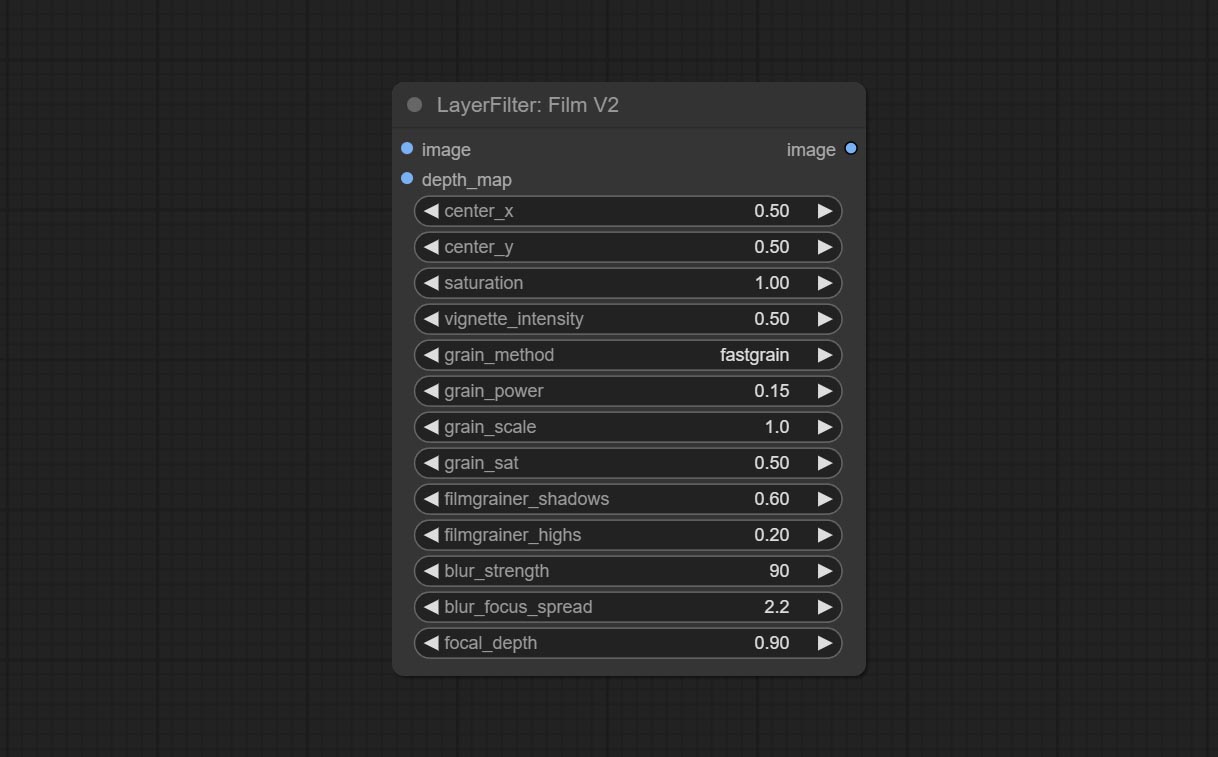 LayerFilter: Film V2
image image
depth_map
center_x 0.50
center_y 0.50
saturation 1.00
vignette_intensity 0.50
grain_method fastgrain
grain_power 0.15
grain_scale 1.0
grain_sat 0.50
filmgrainer_shadows 0.60
filmgrainer_highs 0.20
blur_strength 90
blur_focus_spread 2.2
focal_depth 0.90